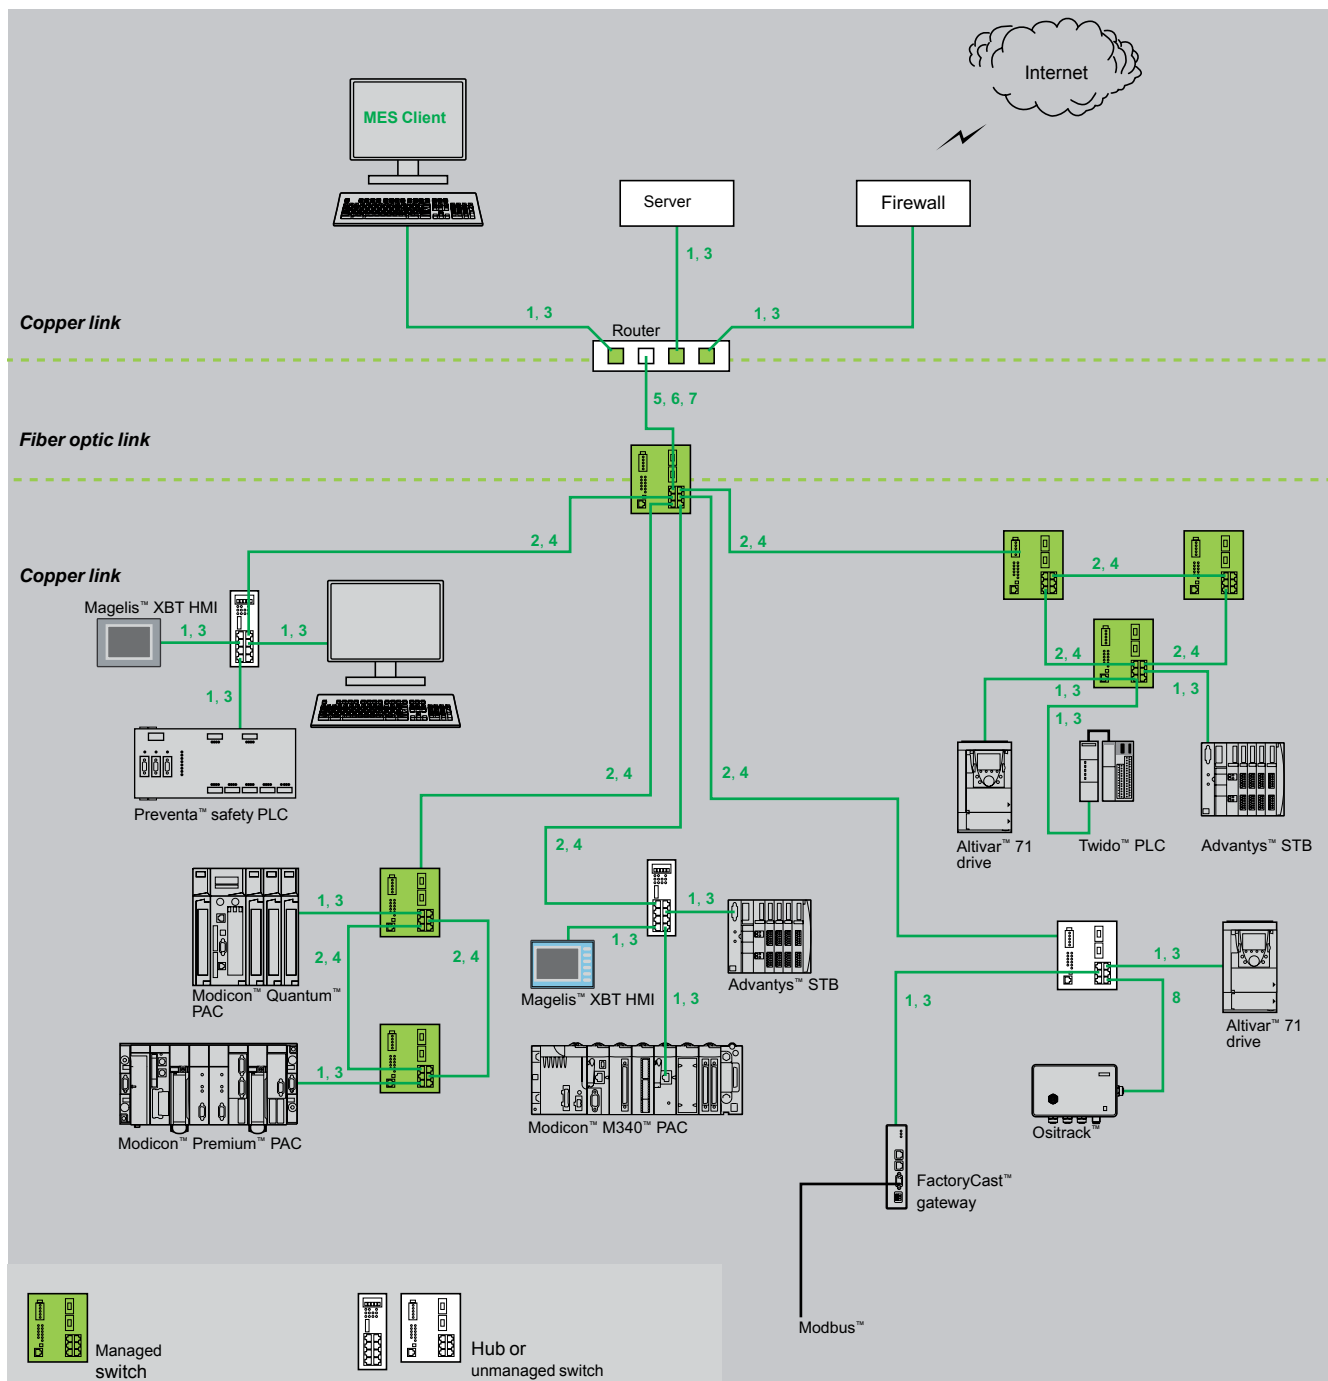 Internet
MES Client
Server
Firewall
1, 3
1, 3
1, 3
Copper link
Router
5, 6, 7
Fiber optic link
2, 4
2, 4
2, 4
Copper link
Magelis™ XBT HMI
1, 3
1, 3
2, 4
2, 4
1, 3
1, 3
1, 3
1, 3
2, 4
2, 4
Preventa™ safety PLC
Altivar™ 71
drive
Twido™ PLC
Advantys™ STB
2, 4
1, 3
1, 3
1, 3
2, 4
2, 4
1, 3
1, 3
Modicon™ Quantum™
PAC
Magelis™ XBT HMI
Advantys™ STB
1, 3
1, 3
8
Altivar™ 71
drive
1, 3
Modicon™ Premium™ PAC
Modicon™ M340™ PAC
Ositrack™
FactoryCast™
gateway
Modbus™
Managed
switch
Hub or
unmanaged switch